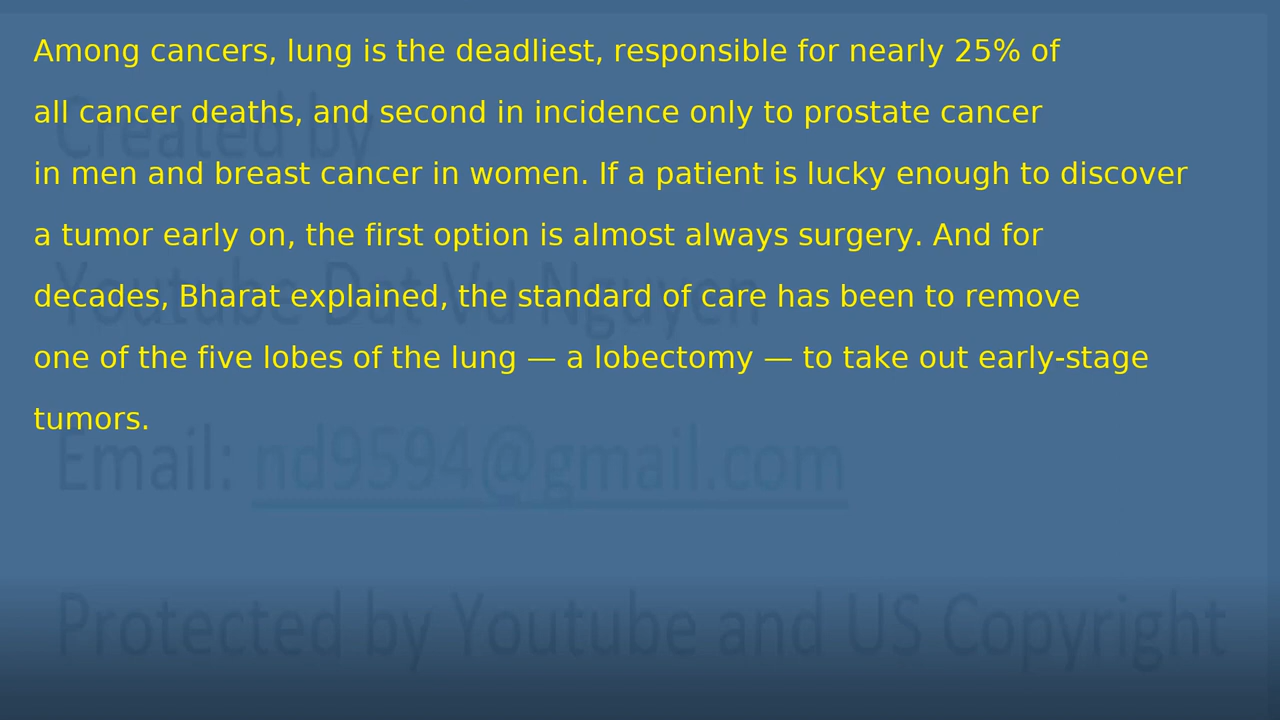 Among cancers, lung is the deadliest, responsible for nearly 25% of
all cancer deaths, and second in incidence only to prostate cancer
in men and breast cancer in women. If a patient is lucky enough to discover
a tumor early on, the first option is almost always surgery. And for
decades, Bharat explained, the standard of care has been to remove
one of the five lobes of the lung — a lobectomy — to take out early-stage
tumors.
Created by
Youtube Dat Vu Nguyen
Email: nd9594@gmail.com
Protected by Youtube and US Copyright